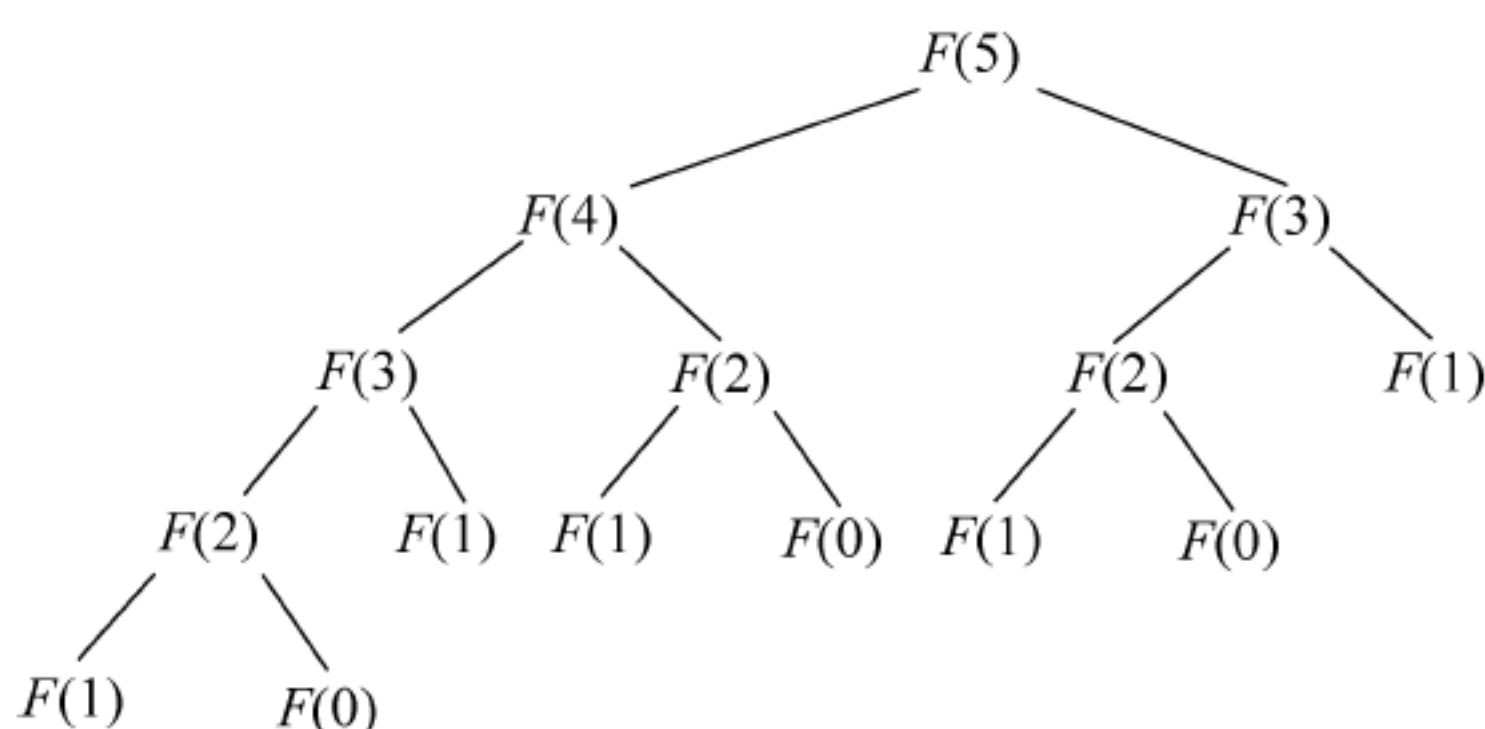 F(5)
F(4) F(3)
F(3) F(2) F(2) F(1)
F(2) F(1) F(1) F(0) F(1) F(0)
F(1) F(0)